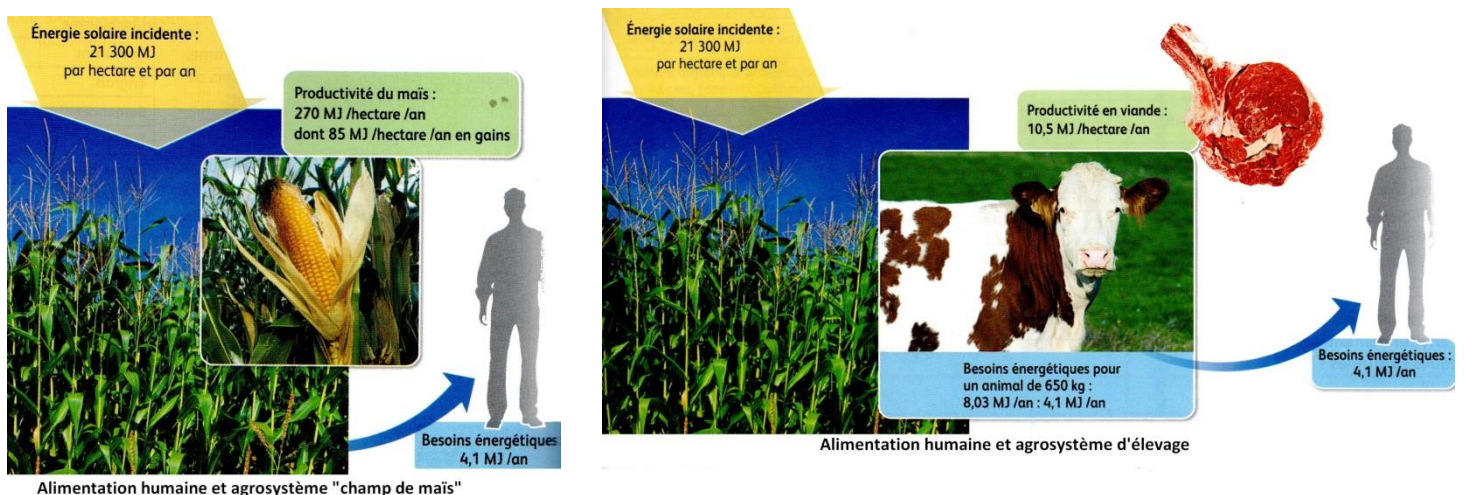 Énergie solaire incidente :
21 300 MJ
par hectare et par an
Productivité du maïs :
270 MJ /hectare /an
dont 85 MJ /hectare /an en gains
Besoins énergétiques
4,1 MJ /an
Alimentation humaine et agrosystème "champ de maïs"
Énergie solaire incidente :
21 300 MJ
par hectare et par an
Productivité en viande :
10,5 MJ /hectare /an
Besoins énergétiques pour
un animal de 650 kg :
8,03 MJ /an : 4,1 MJ /an
Besoins énergétiques :
4,1 MJ /an
Alimentation humaine et agrosystème d'élevage